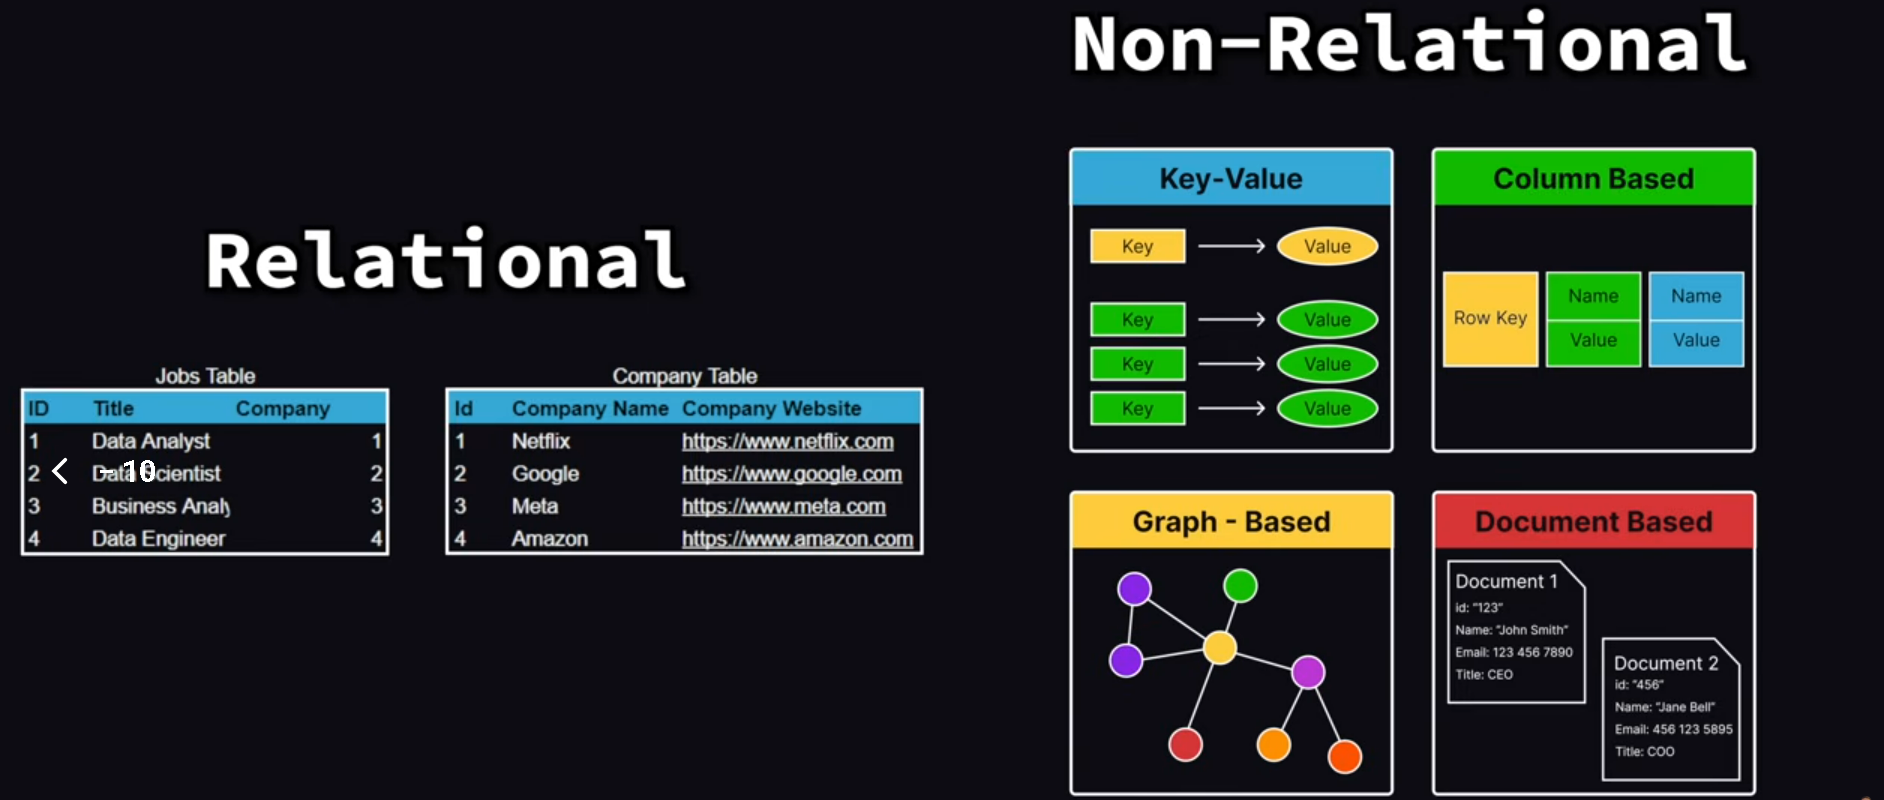 Relational
Jobs Table
ID Title Company
1 Data Analyst 1
2 Data Scientist 2
3 Business Analy 3
4 Data Engineer 4
- 10
Company Table
Id Company Name Company Website
1 Netflix https://www.netflix.com
2 Google https://www.google.com
3 Meta https://www.meta.com
4 Amazon https://www.amazon.com
Non-Relational
Key-Value
Key Value
Key Value
Key Value
Key Value
Column Based
Row Key
Name Name
Value Value
Graph - Based
Document Based
Document 1
id: "123"
Name: "John Smith"
Email: 123 456 7890
Title: CEO
Document 2
id: "456"
Name: "Jane Bell"
Email: 456 123 5895
Title: COO